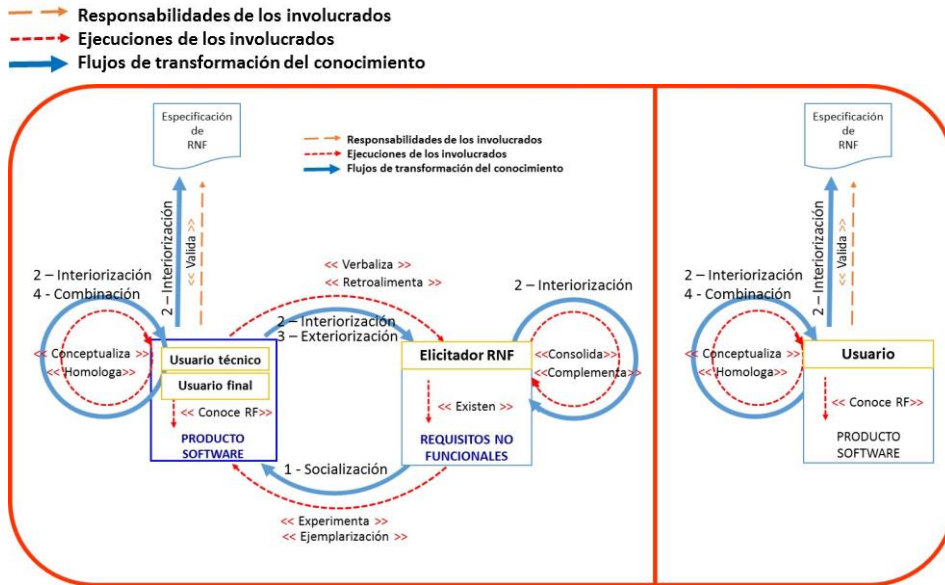 Responsabilidades de los involucrados
Ejecuciones de los involucrados
Flujos de transformación del conocimiento
Especificación
de
RNF
Responsabilidades de los involucrados
Ejecuciones de los involucrados
Flujos de transformación del conocimiento
2 – Interiorización
<< Valida >>
2 – Interiorización
4 - Combinación
<< Conceptualiza >>
<< Homologa >>
Usuario técnico
Usuario final
<< Conoce RF>>
PRODUCTO
SOFTWARE
<< Verbaliza >>
<< Retroalimenta >>
2 – Interiorización
3 – Exteriorización
Elicitador RNF
<< Existen >>
REQUISITOS NO
FUNCIONALES
2 – Interiorización
<<Consolida >>
<<Complementa>>
1 - Socialización
<< Experimenta >>
<< Ejemplarización >>
Especificación
de
RNF
2 – Interiorización
<< Valida >>
2 – Interiorización
4 - Combinación
<< Conceptualiza >>
<< Homologa >>
Usuario
<< Conoce RF>>
PRODUCTO
SOFTWARE